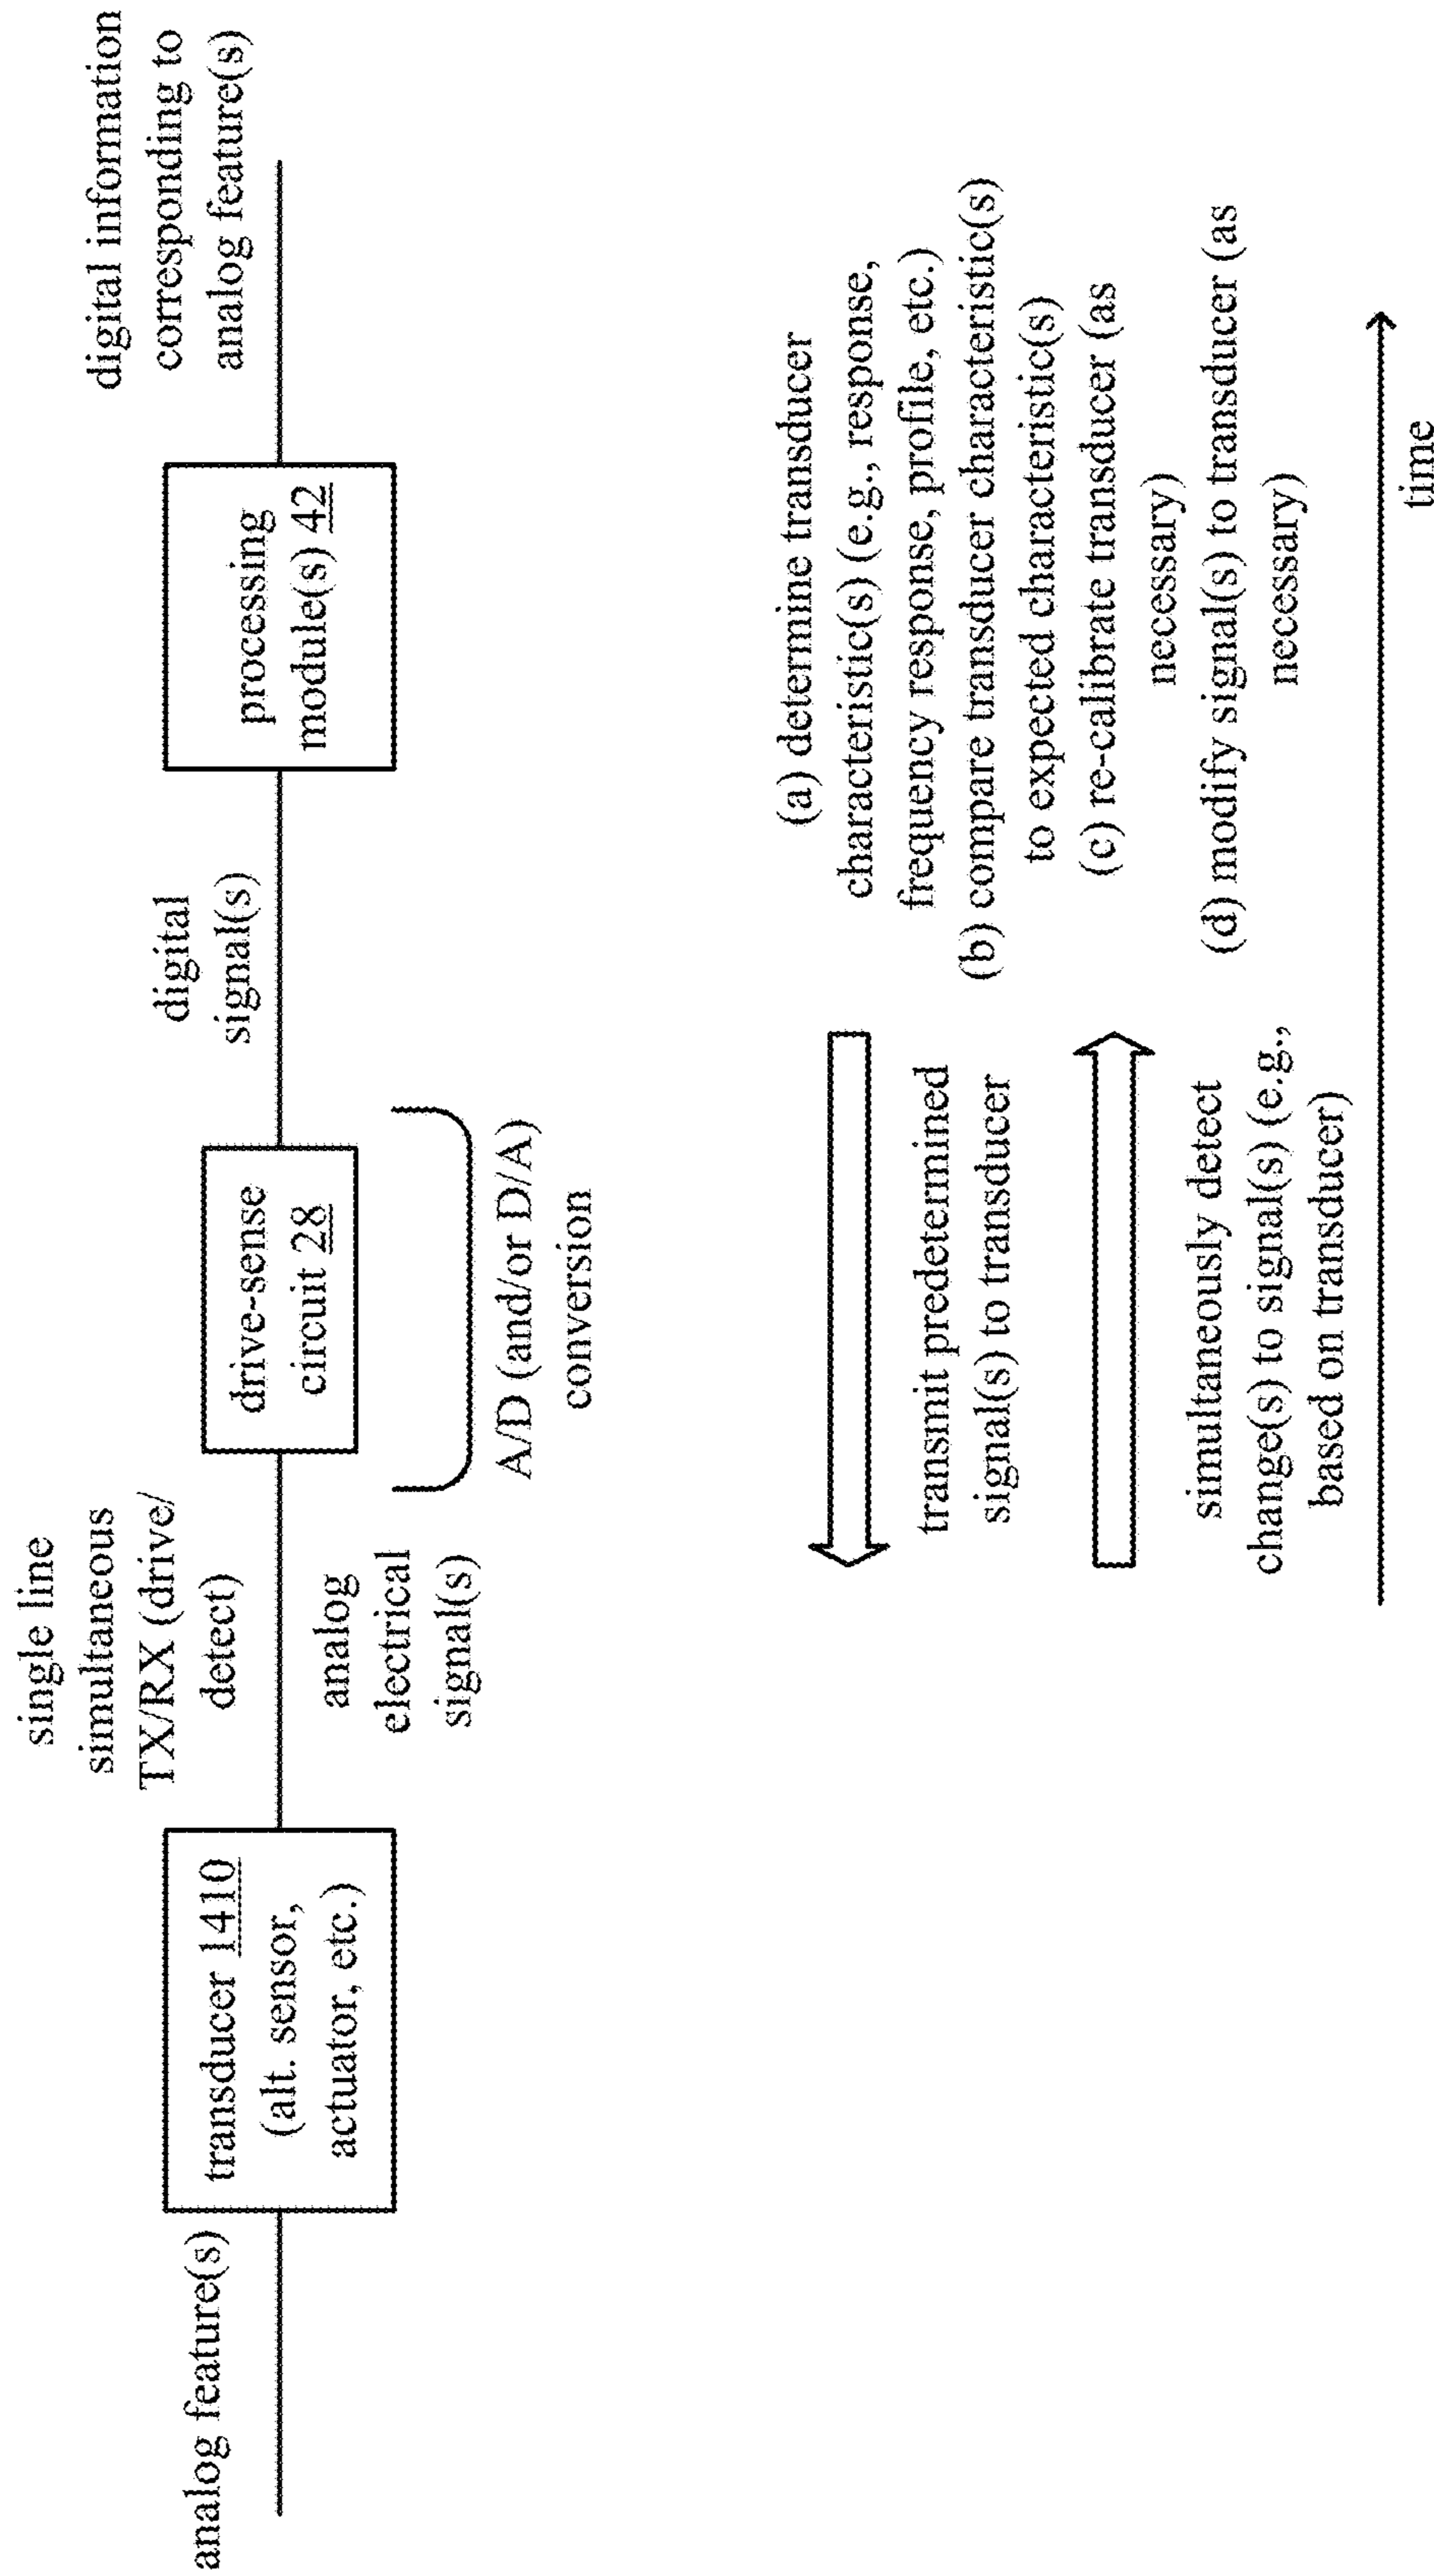 analog feature(s)
transducer 1410
(alt. sensor,
actuator, etc.)
single line
simultaneous
TX/RX (drive/
detect)
analog
electrical
signal(s)
drive-sense
circuit 28
A/D (and/or D/A)
conversion
digital
signal(s)
processing
module(s) 42
digital information
corresponding to
analog feature(s)
transmit predetermined
signal(s) to transducer
simultaneously detect
change(s) to signal(s) (e.g.,
based on transducer)
(a) determine transducer
characteristic(s) (e.g., response,
frequency response, profile, etc.)
(b) compare transducer characteristic(s)
to expected characteristic(s)
(c) re-calibrate transducer (as
necessary)
(d) modify signal(s) to transducer (as
necessary)
time